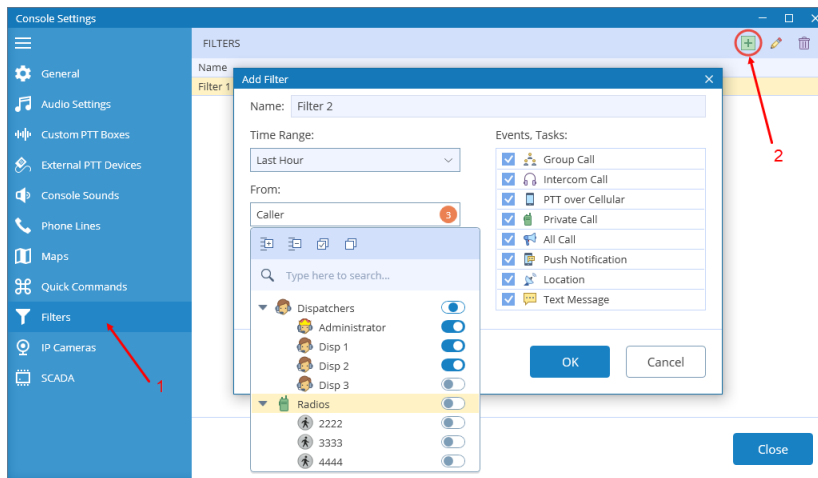 Console Settings
General
Audio Settings
Custom PTT Boxes
External PTT Devices
Console Sounds
Phone Lines
Maps
Quick Commands
Filters
IP Cameras
SCADA
1
FILTERS
2
Name
Filter 1
Add Filter
Name: Filter 2
Time Range:
Last Hour
From:
Caller 3
Type here to search...
Dispatchers
Administrator
Disp 1
Disp 2
Disp 3
Radios
2222
3333
4444
Events, Tasks:
Group Call
Intercom Call
PTT over Cellular
Private Call
All Call
Push Notification
Location
Text Message
OK Cancel
Close